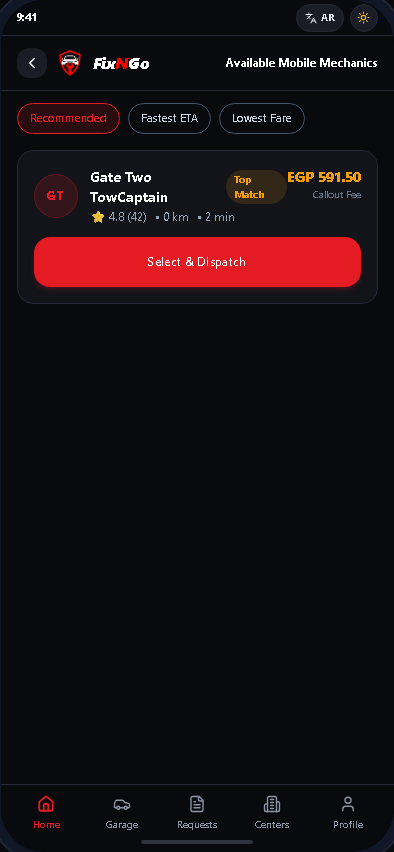 9:41
AR
FixNGo
Available Mobile Mechanics
Recommended
Fastest ETA
Lowest Fare
GT
Gate Two
TowCaptain
Top
Match
EGP 591.50
Callout Fee
4.8 (42) • 0 km • 2 min
Select & Dispatch
Home
Garage
Requests
Centers
Profile